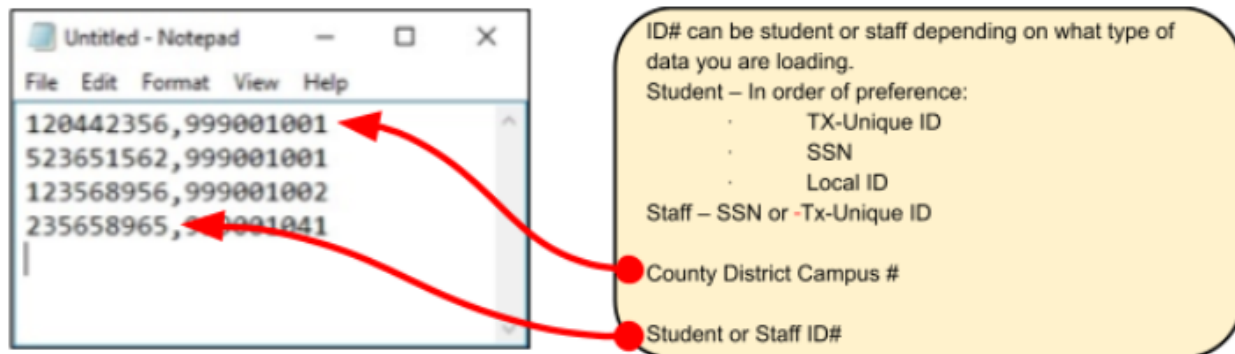 Untitled - Notepad
File Edit Format View Help
120442356,999001001
523651562,999001001
123568956,999001002
235658965,999001041
ID# can be student or staff depending on what type of
data you are loading.
Student – In order of preference:
· TX-Unique ID
· SSN
· Local ID
Staff – SSN or -Tx-Unique ID
County District Campus #
Student or Staff ID#